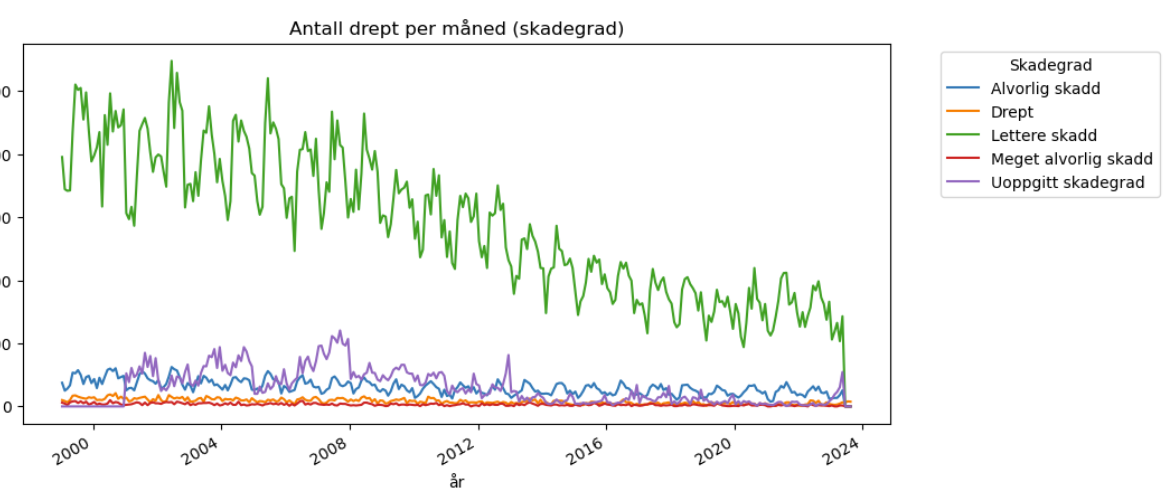 Antall drept per måned (skadegrad)
Skadegrad
Alvorlig skadd
Drept
Lettere skadd
Meget alvorlig skadd
Uoppgitt skadegrad
0
2000
2004
2008
2012
2016
2020
2024
år